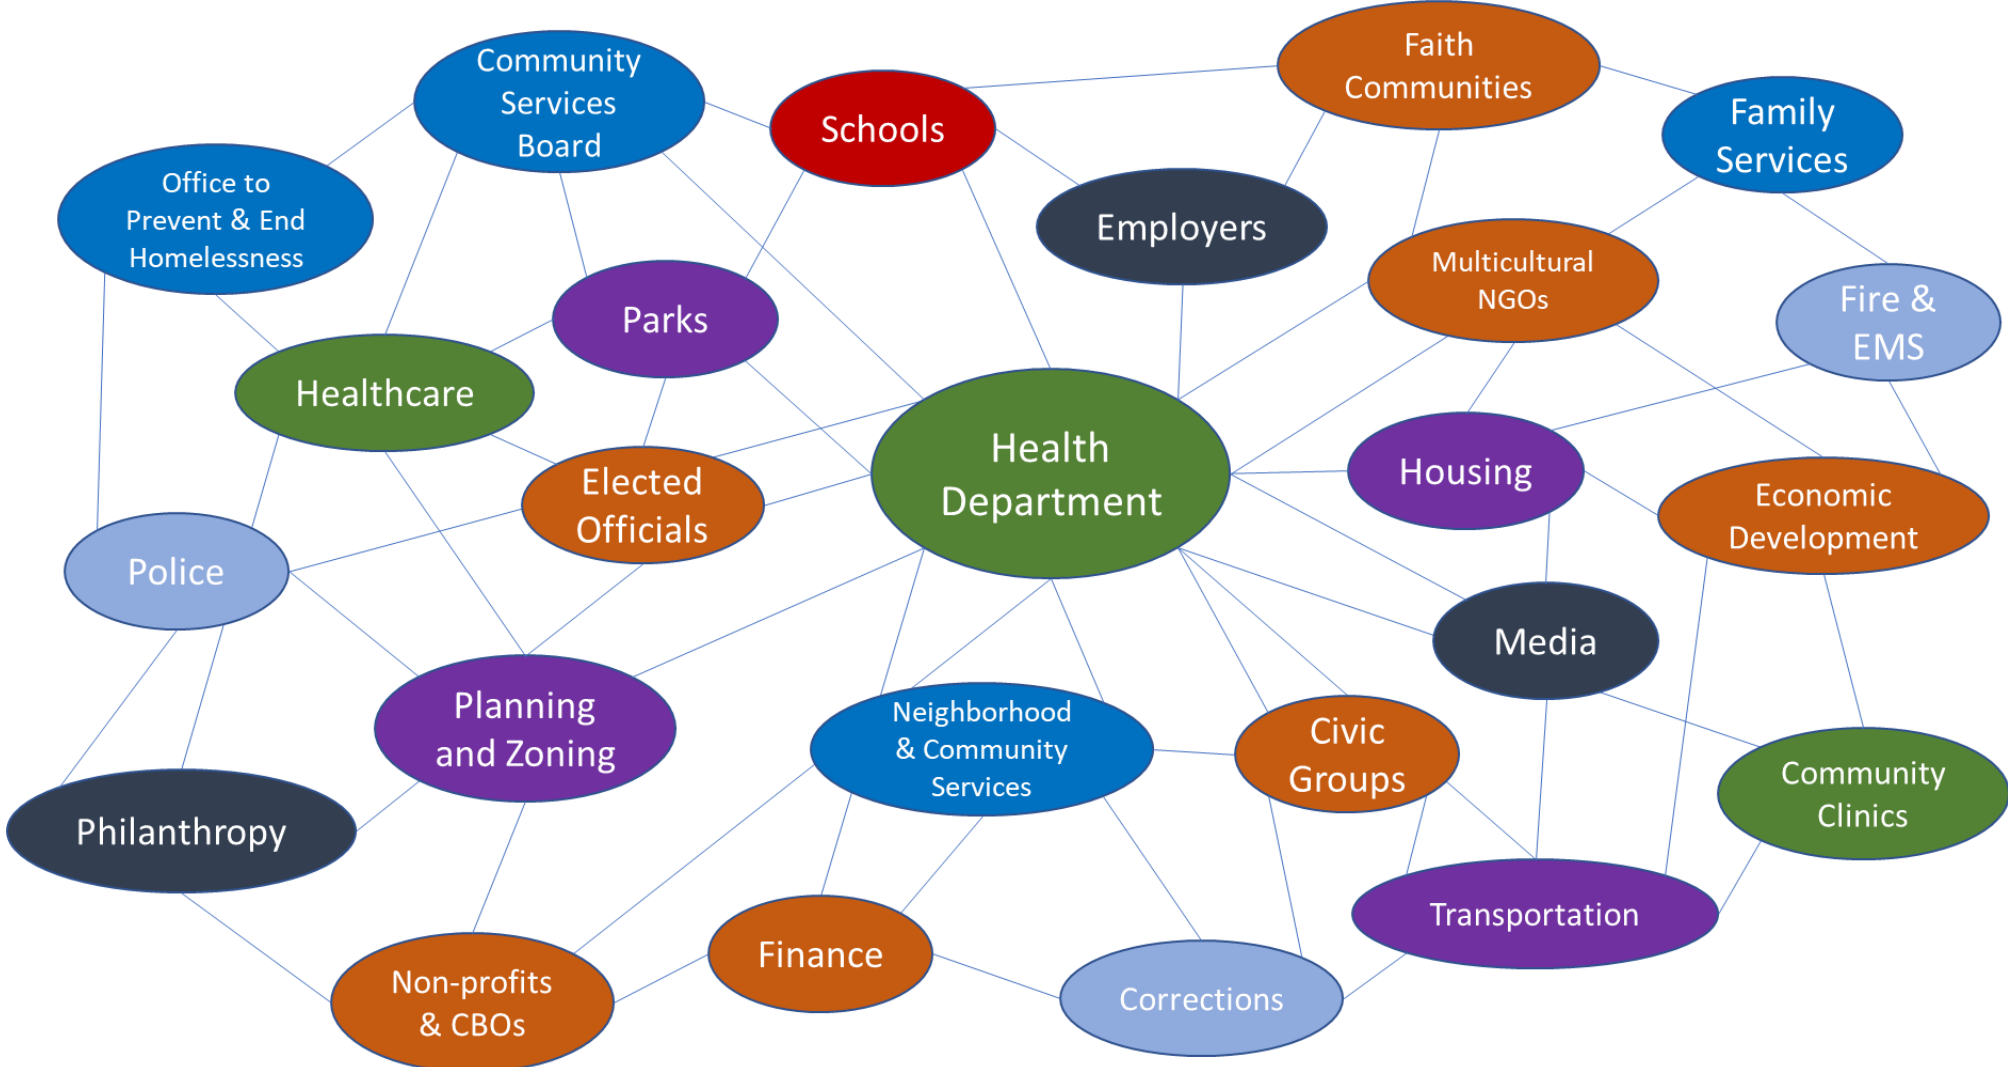 Community
Services
Board
Faith
Communities
Schools
Family
Services
Office to
Prevent & End
Homelessness
Employers
Multicultural
NGOs
Parks
Fire &
EMS
Healthcare
Health
Department
Elected
Officials
Housing
Economic
Development
Police
Media
Planning
and Zoning
Neighborhood
& Community
Services
Civic
Groups
Community
Clinics
Philanthropy
Transportation
Non-profits
& CBOs
Finance
Corrections